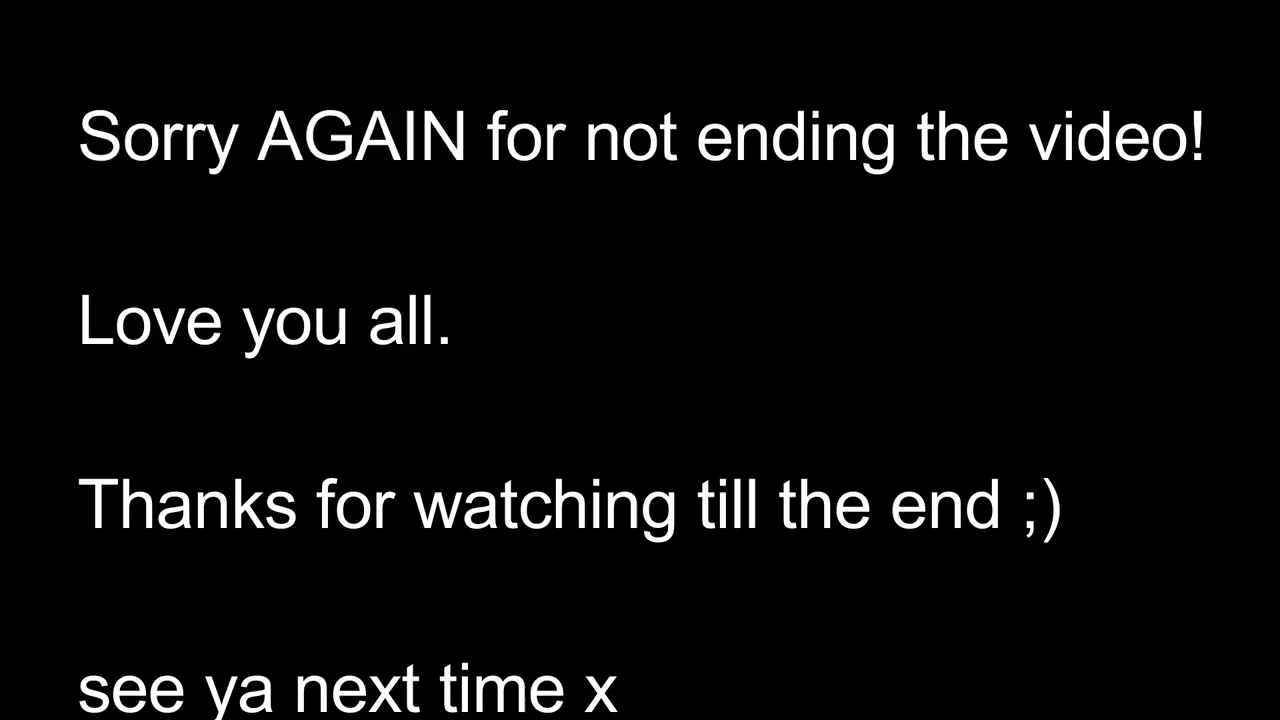 Sorry AGAIN for not ending the video!
Love you all.
Thanks for watching till the end ;)
see ya next time x